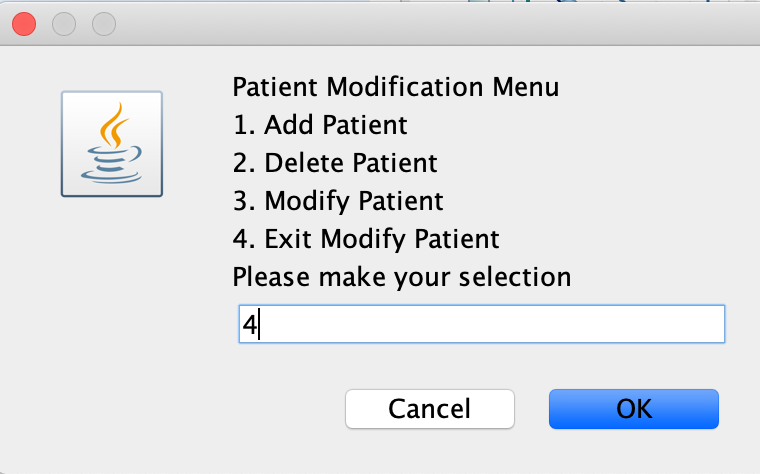 Patient Modification Menu
1. Add Patient
2. Delete Patient
3. Modify Patient
4. Exit Modify Patient
Please make your selection
4
Cancel OK